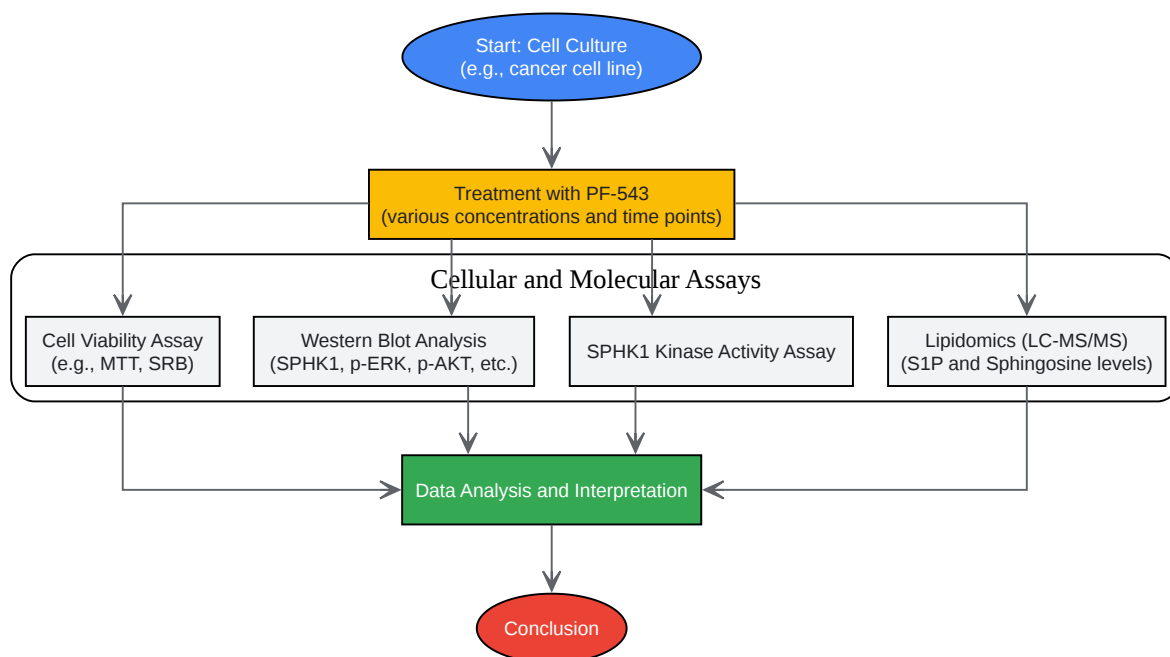 Start: Cell Culture
(e.g., cancer cell line)
Treatment with PF-543
(various concentrations and time points)
Cellular and Molecular Assays
Cell Viability Assay
(e.g., MTT, SRB)
Western Blot Analysis
(SPHK1, p-ERK, p-AKT, etc.)
SPHK1 Kinase Activity Assay
Lipidomics (LC-MS/MS)
(S1P and Sphingosine levels)
Data Analysis and Interpretation
Conclusion